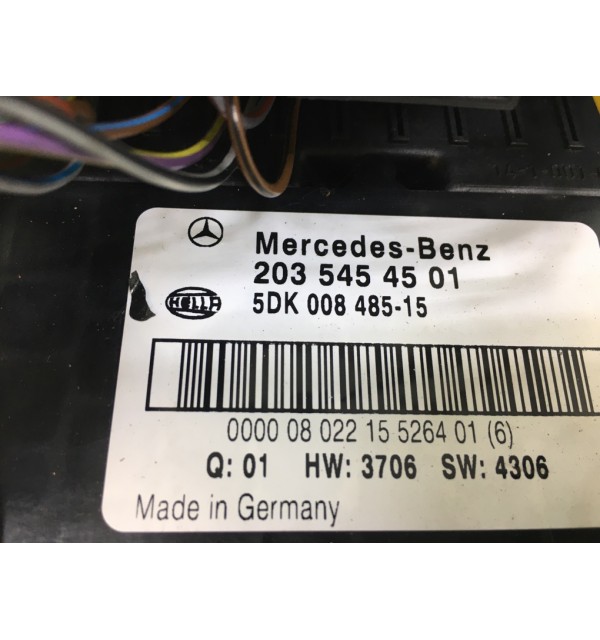 Mercedes-Benz
203 545 45 01
HELLA
5DK 008 485-15
0000 08 022 15 5264 01 (6)
Q: 01 HW: 3706 SW: 4306
Made in Germany